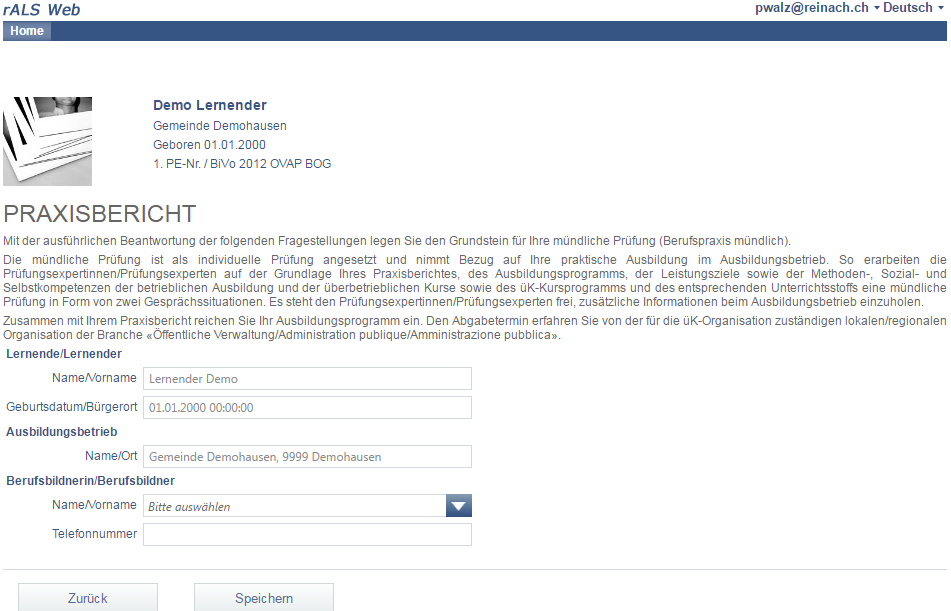 rALS Web
pwalz@reinach.ch Deutsch
Home
Demo Lernender
Gemeinde Demohausen
Geboren 01.01.2000
1. PE-Nr. / BiVo 2012 OVAP BOG
PRAXISBERICHT
Mit der ausführlichen Beantwortung der folgenden Fragestellungen legen Sie den Grundstein für Ihre mündliche Prüfung (Berufspraxis mündlich).
Die mündliche Prüfung ist als individuelle Prüfung angesetzt und nimmt Bezug auf Ihre praktische Ausbildung im Ausbildungsbetrieb. So erarbeiten die
Prüfungsexpertinnen/Prüfungsexperten auf der Grundlage Ihres Praxisberichtes, des Ausbildungsprogramms, der Leistungsziele sowie der Methoden-, Sozial- und
Selbstkompetenzen der betrieblichen Ausbildung und der überbetrieblichen Kurse sowie des üK-Kursprogramms und des entsprechenden Unterrichtsstoffs eine mündliche
Prüfung in Form von zwei Gesprächssituationen. Es steht den Prüfungsexpertinnen/Prüfungsexperten frei, zusätzliche Informationen beim Ausbildungsbetrieb einzuholen.
Zusammen mit Ihrem Praxisbericht reichen Sie Ihr Ausbildungsprogramm ein. Den Abgabetermin erfahren Sie von der für die üK-Organisation zuständigen lokalen/regionalen
Organisation der Branche «Öffentliche Verwaltung/Administration publique/Amministrazione pubblica».
Lernende/Lernender
Name/Vorname Lernender Demo
Geburtsdatum/Bürgerort 01.01.2000 00:00:00
Ausbildungsbetrieb
Name/Ort Gemeinde Demohausen, 9999 Demohausen
Berufsbildnerin/Berufsbildner
Name/Vorname Bitte auswählen
Telefonnummer
Zurück Speichern